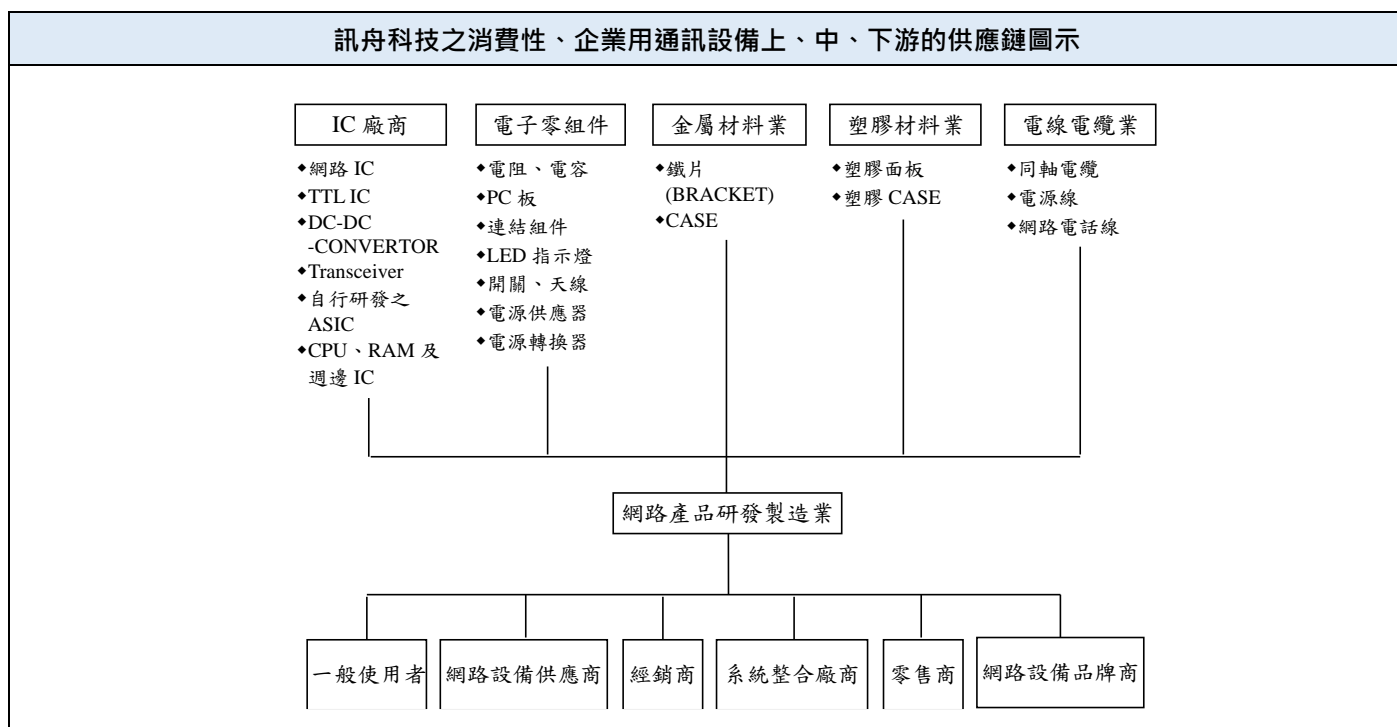 訊舟科技之消費性、企業用通訊設備上、中、下游的供應鏈圖示
IC 廠商
◆網路 IC
◆TTL IC
◆DC-DC
-CONVERTOR
◆Transceiver
◆自行研發之
ASIC
◆CPU、RAM 及
週邊 IC
電子零組件
◆電阻、電容
◆PC 板
◆連結組件
◆LED 指示燈
◆開關、天線
◆電源供應器
◆電源轉換器
金屬材料業
◆鐵片
(BRACKET)
◆CASE
塑膠材料業
◆塑膠面板
◆塑膠 CASE
電線電纜業
◆同軸電纜
◆電源線
◆網路電話線
網路產品研發製造業
一般使用者
網路設備供應商
經銷商
系統整合廠商
零售商
網路設備品牌商